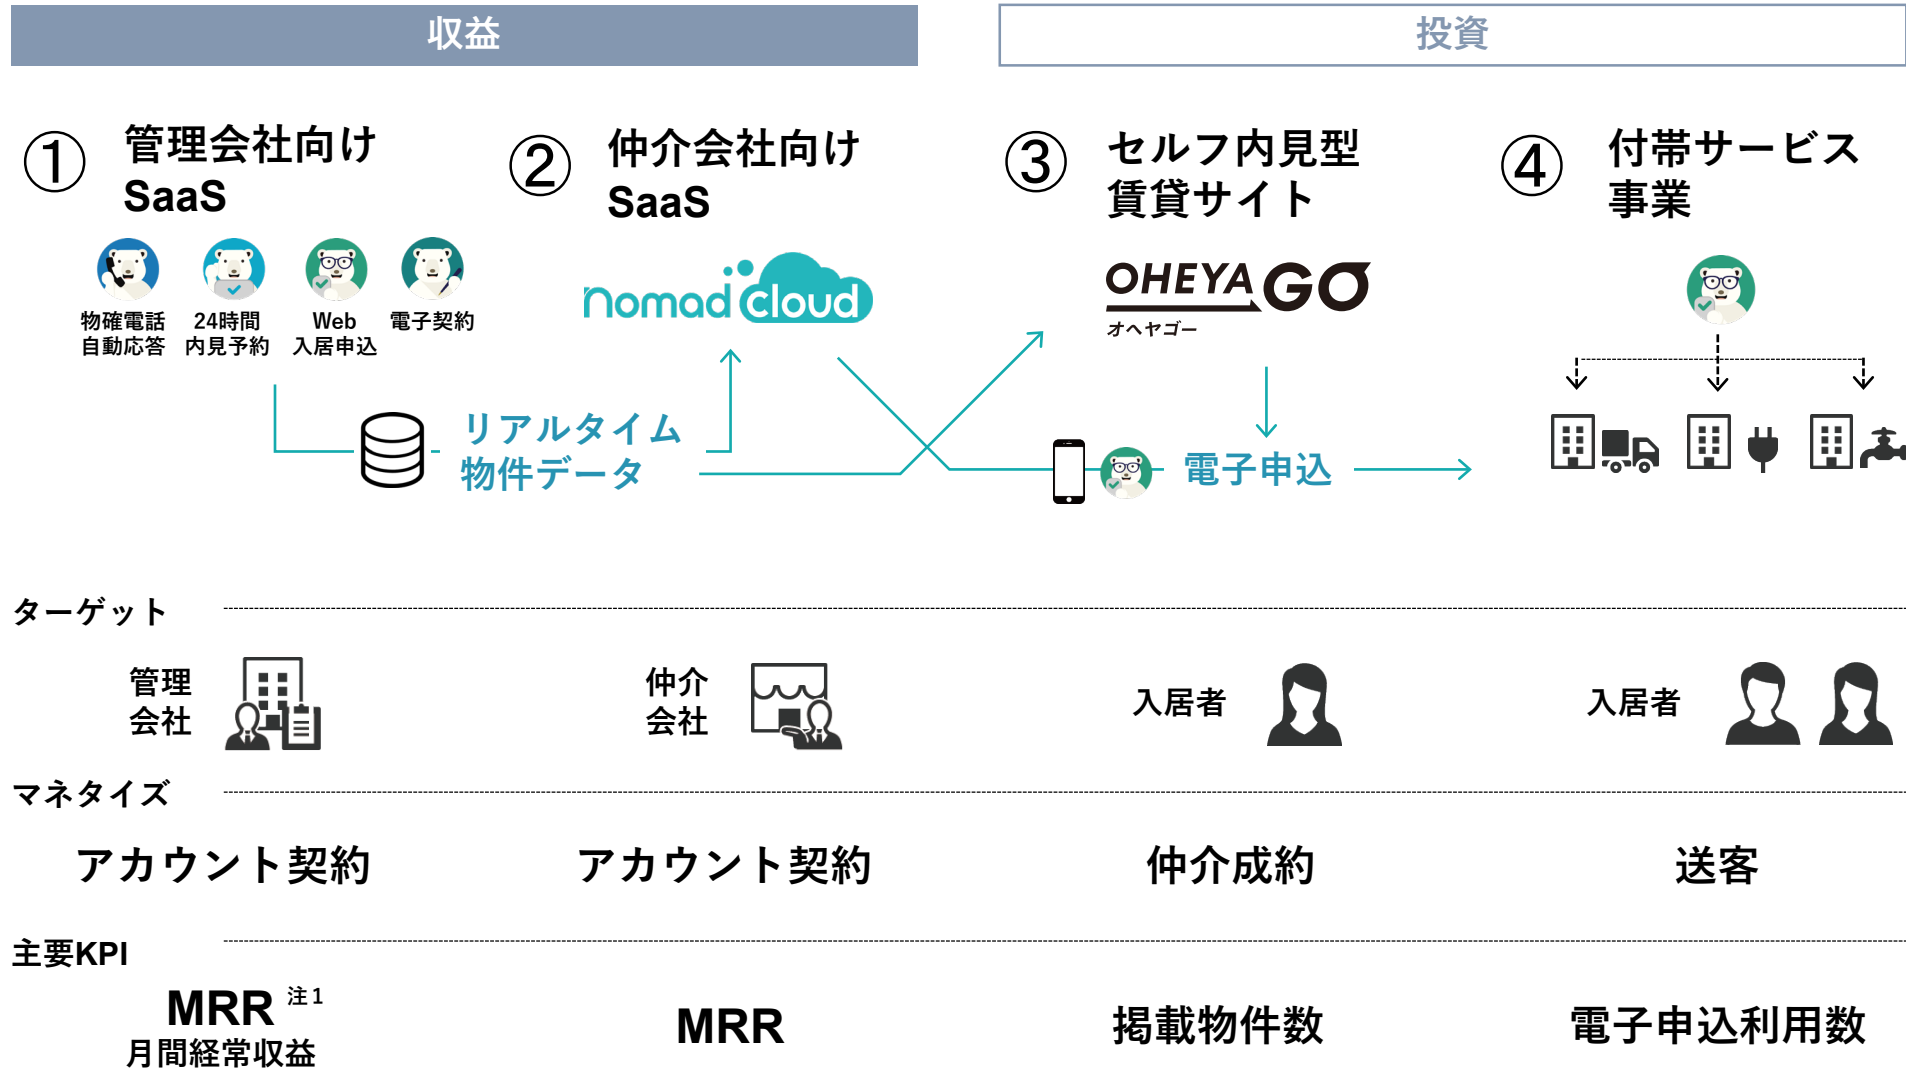 収益
投資
① 管理会社向け
SaaS
② 仲介会社向け
SaaS
③ セルフ内見型
賃貸サイト
④ 付帯サービス
事業
物確電話
自動応答
24時間
内見予約
Web
入居申込
電子契約
nomad cloud
OHEYAGO
オヘヤゴー
リアルタイム
物件データ
電子申込
ターゲット
管理
会社
仲介
会社
入居者
入居者
マネタイズ
アカウント契約
アカウント契約
仲介成約
送客
主要KPI
MRR 注1
月間経常収益
MRR
掲載物件数
電子申込利用数